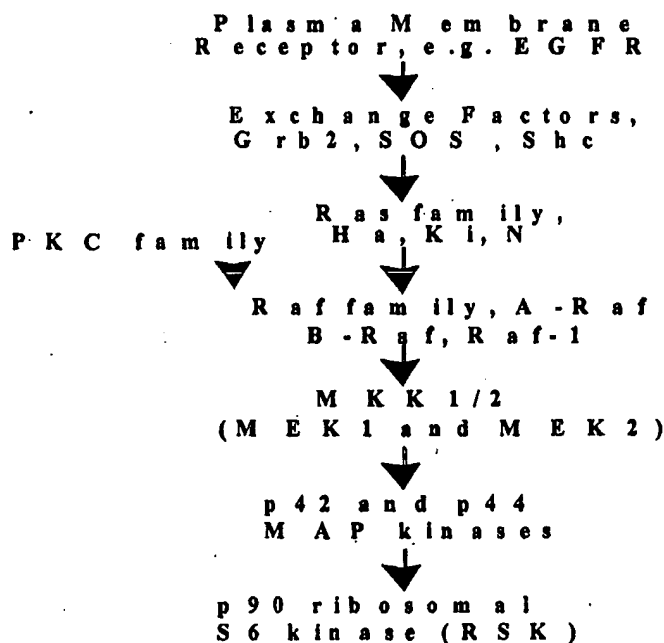 Plasma Membrane
Receptor, e.g. EGFR
Exchange Factors,
Grb2, SOS, Shc
Ras family,
Ha, Ki, N
PKC family
Raf family, A-Raf
B-Raf, Raf-1
MKK1/2
(MEK1 and MEK2)
p42 and p44
MAP kinases
p90 ribosomal
S6 kinase (RSK)